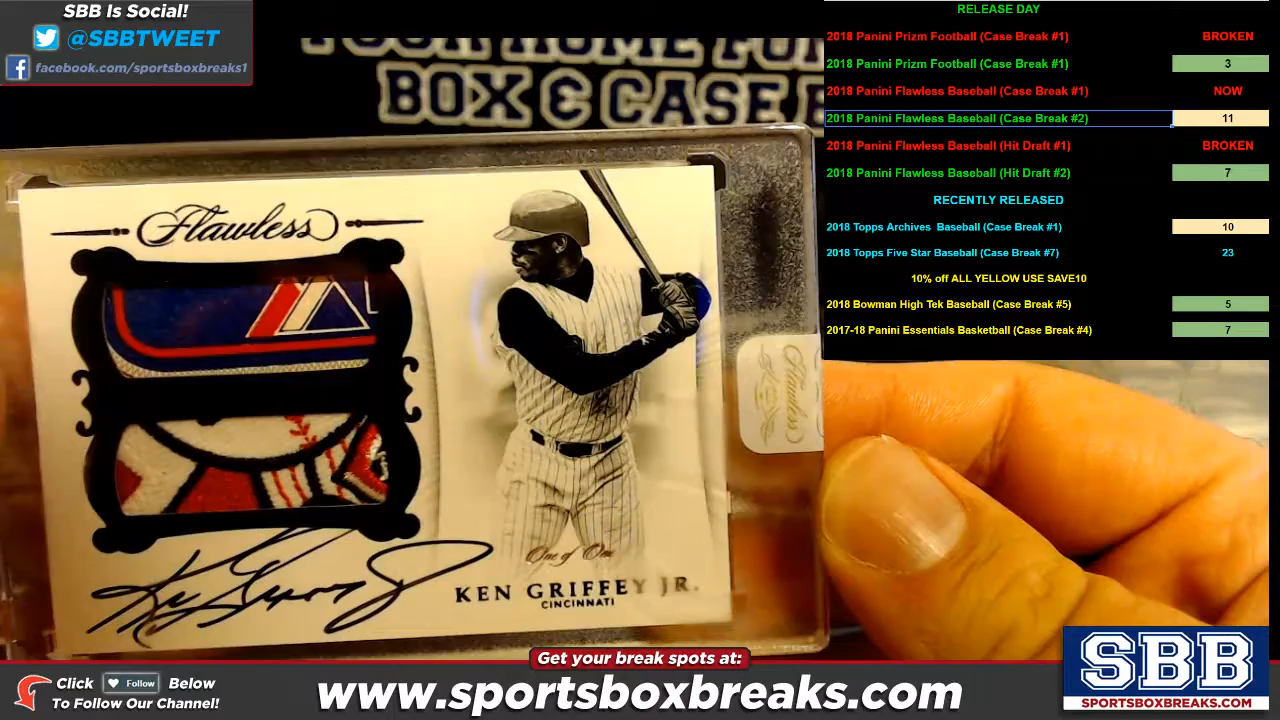 SBB Is Social!
@SBBTWEET
facebook.com/sportsboxbreaks1
BOX & CASE
Flawless
Flawless
One of One
KEN GRIFFEY JR.
CINCINNATI
RELEASE DAY
2018 Panini Prizm Football (Case Break #1) BROKEN
2018 Panini Prizm Football (Case Break #1) 3
2018 Panini Flawless Baseball (Case Break #1) NOW
2018 Panini Flawless Baseball (Case Break #2) 11
2018 Panini Flawless Baseball (Hit Draft #1) BROKEN
2018 Panini Flawless Baseball (Hit Draft #2) 7
RECENTLY RELEASED
2018 Topps Archives Baseball (Case Break #1) 10
2018 Topps Five Star Baseball (Case Break #7) 23
10% off ALL YELLOW USE SAVE10
2018 Bowman High Tek Baseball (Case Break #5) 5
2017-18 Panini Essentials Basketball (Case Break #4) 7
Get your break spots at:
Click Follow Below
To Follow Our Channel!
www.sportsboxbreaks.com
SBB
SPORTSBOXBREAKS.COM